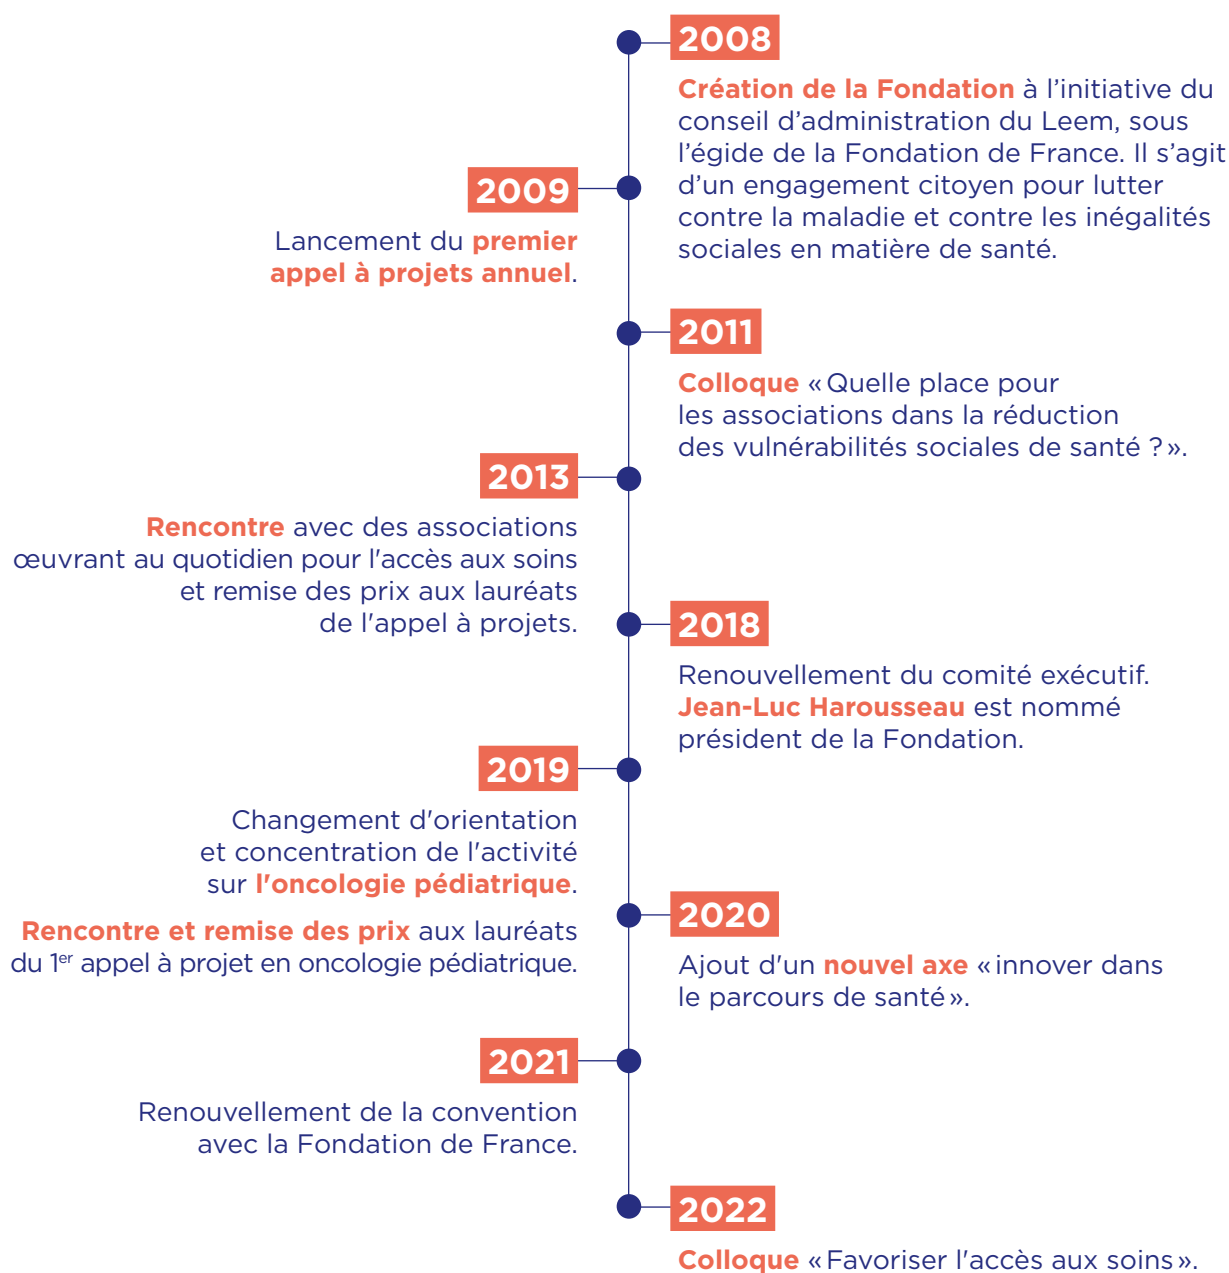 2008
Création de la Fondation à l’initiative du
conseil d’administration du Leem, sous
l’égide de la Fondation de France. Il s’agit
d’un engagement citoyen pour lutter
contre la maladie et contre les inégalités
sociales en matière de santé.
2009
Lancement du premier
appel à projets annuel.
2011
Colloque « Quelle place pour
les associations dans la réduction
des vulnérabilités sociales de santé ? ».
2013
Rencontre avec des associations
œuvrant au quotidien pour l'accès aux soins
et remise des prix aux lauréats
de l'appel à projets.
2018
Renouvellement du comité exécutif.
Jean-Luc Harousseau est nommé
président de la Fondation.
2019
Changement d'orientation
et concentration de l'activité
sur l'oncologie pédiatrique.
Rencontre et remise des prix aux lauréats
du 1er appel à projet en oncologie pédiatrique.
2020
Ajout d'un nouvel axe « innover dans
le parcours de santé ».
2021
Renouvellement de la convention
avec la Fondation de France.
2022
Colloque « Favoriser l'accès aux soins ».